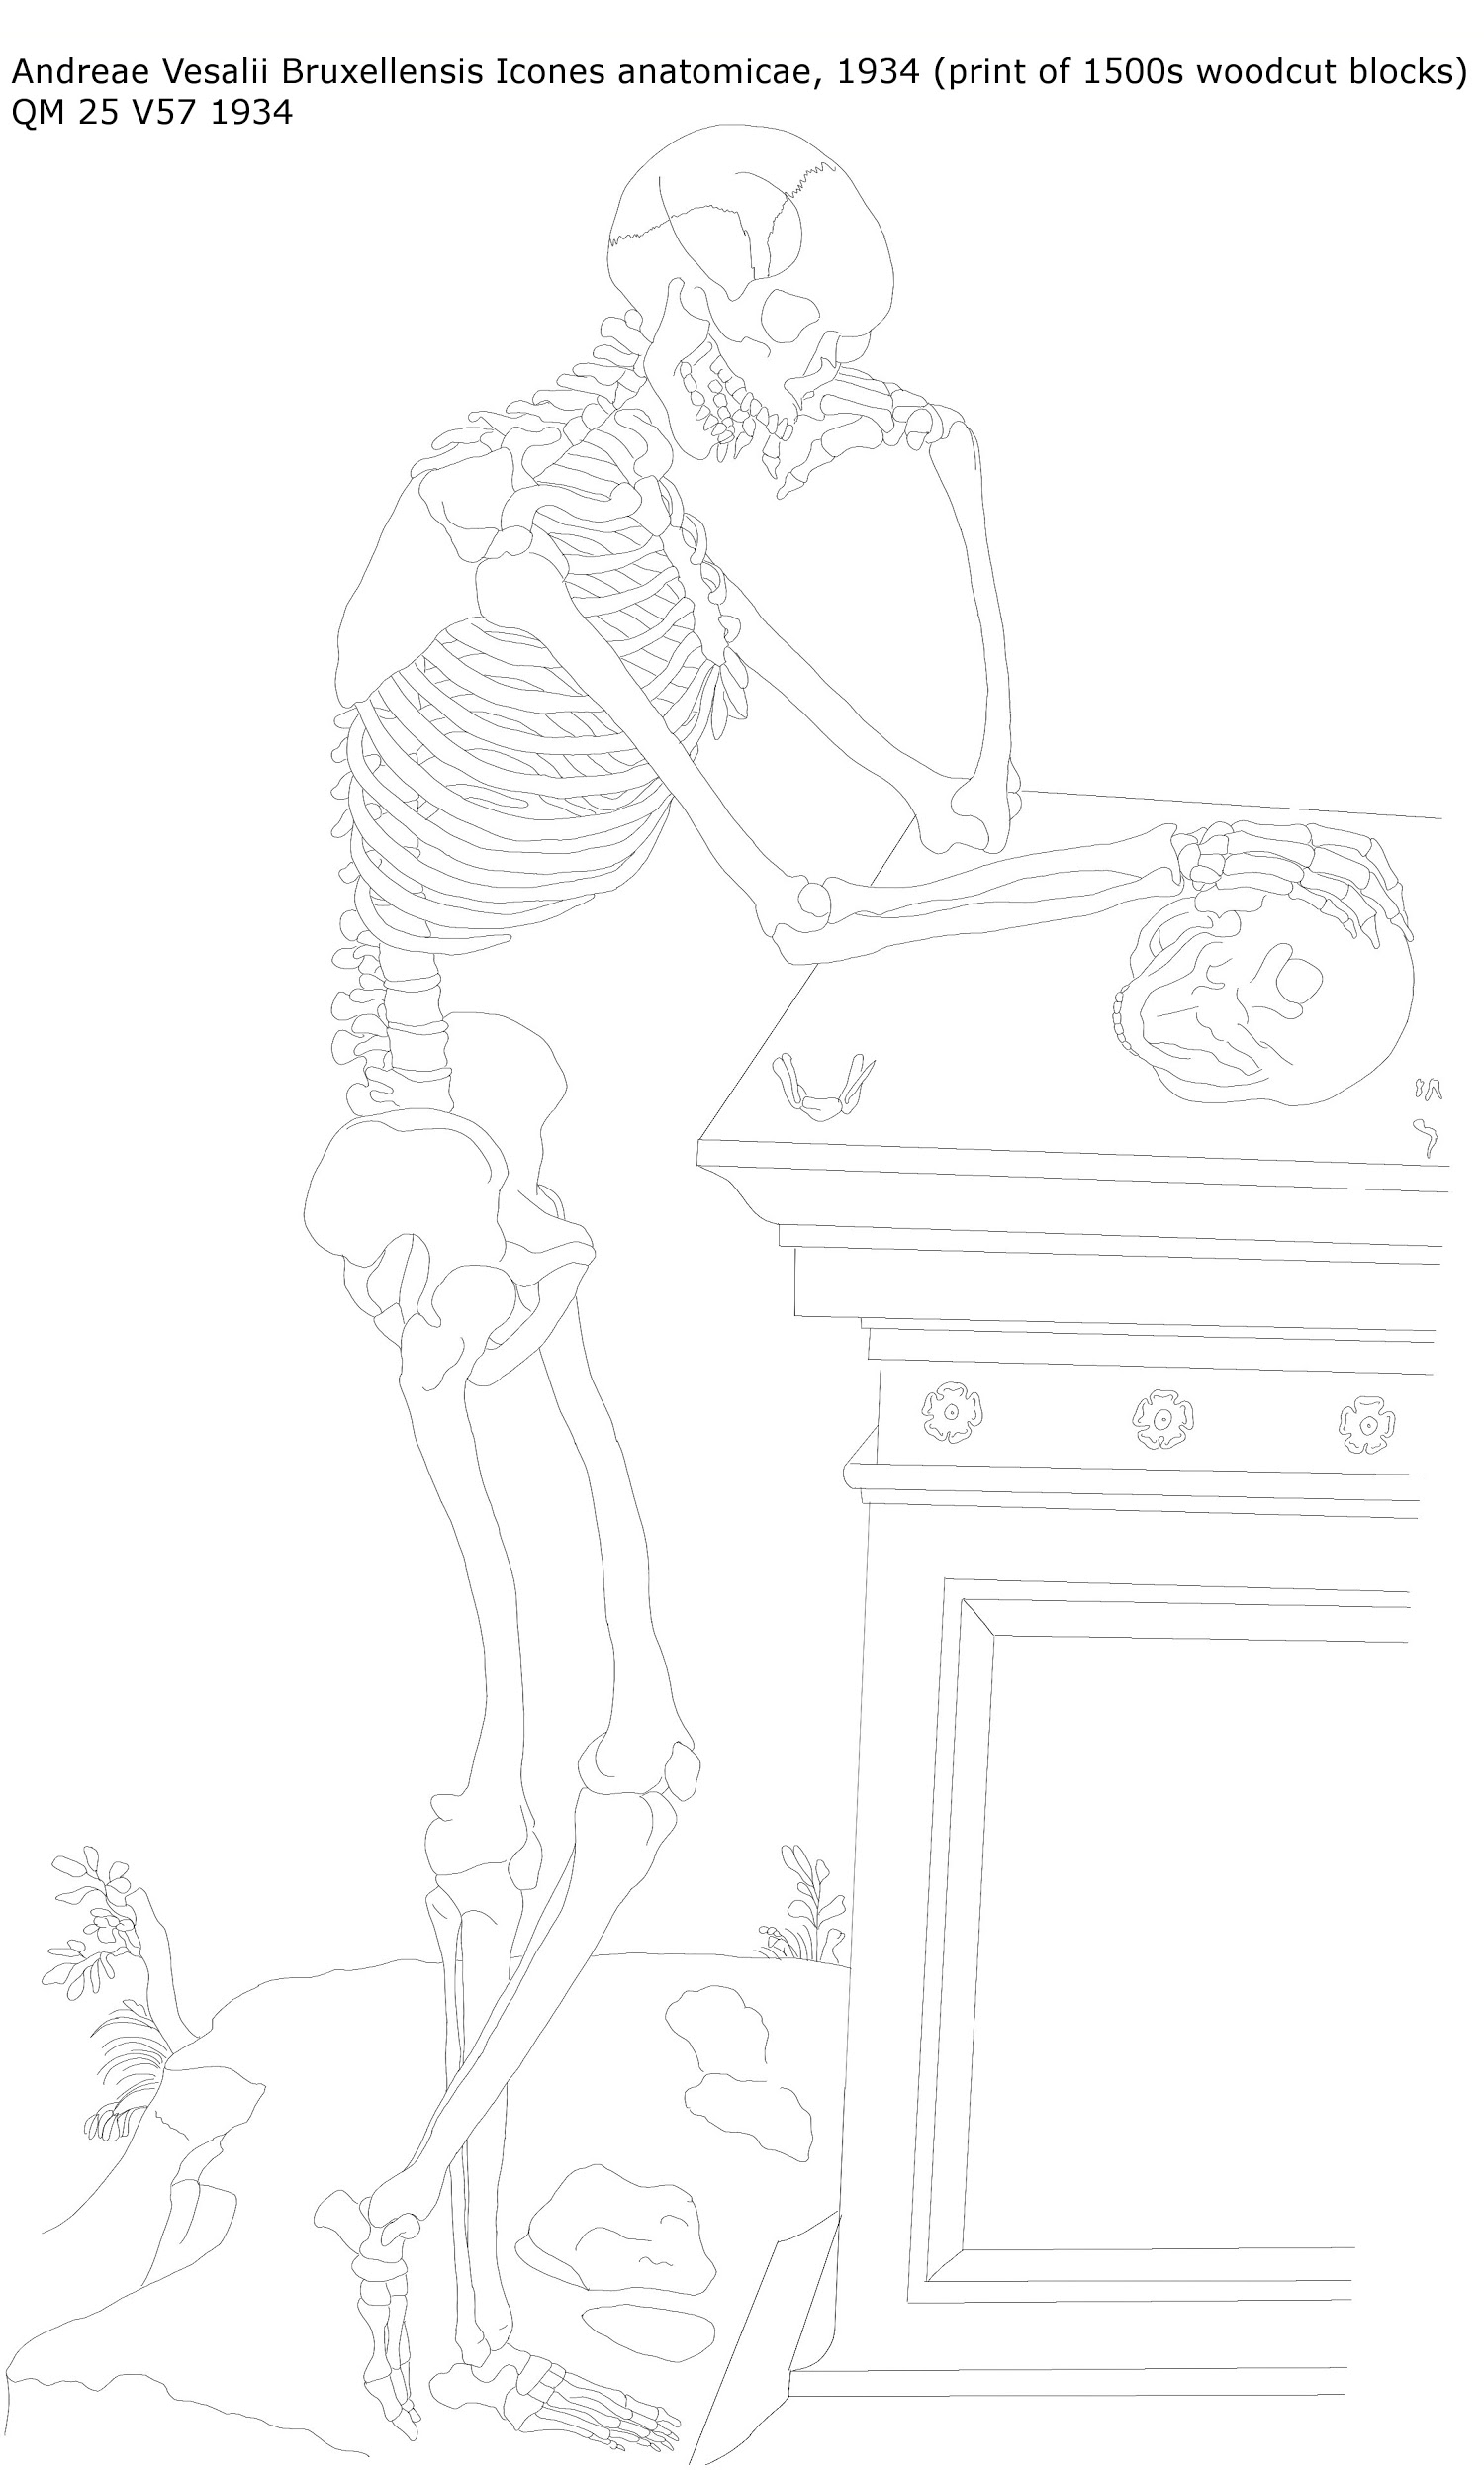 Andreae Vesalii Bruxellensis Icones anatomicae, 1934 (print of 1500s woodcut blocks)
QM 25 V57 1934